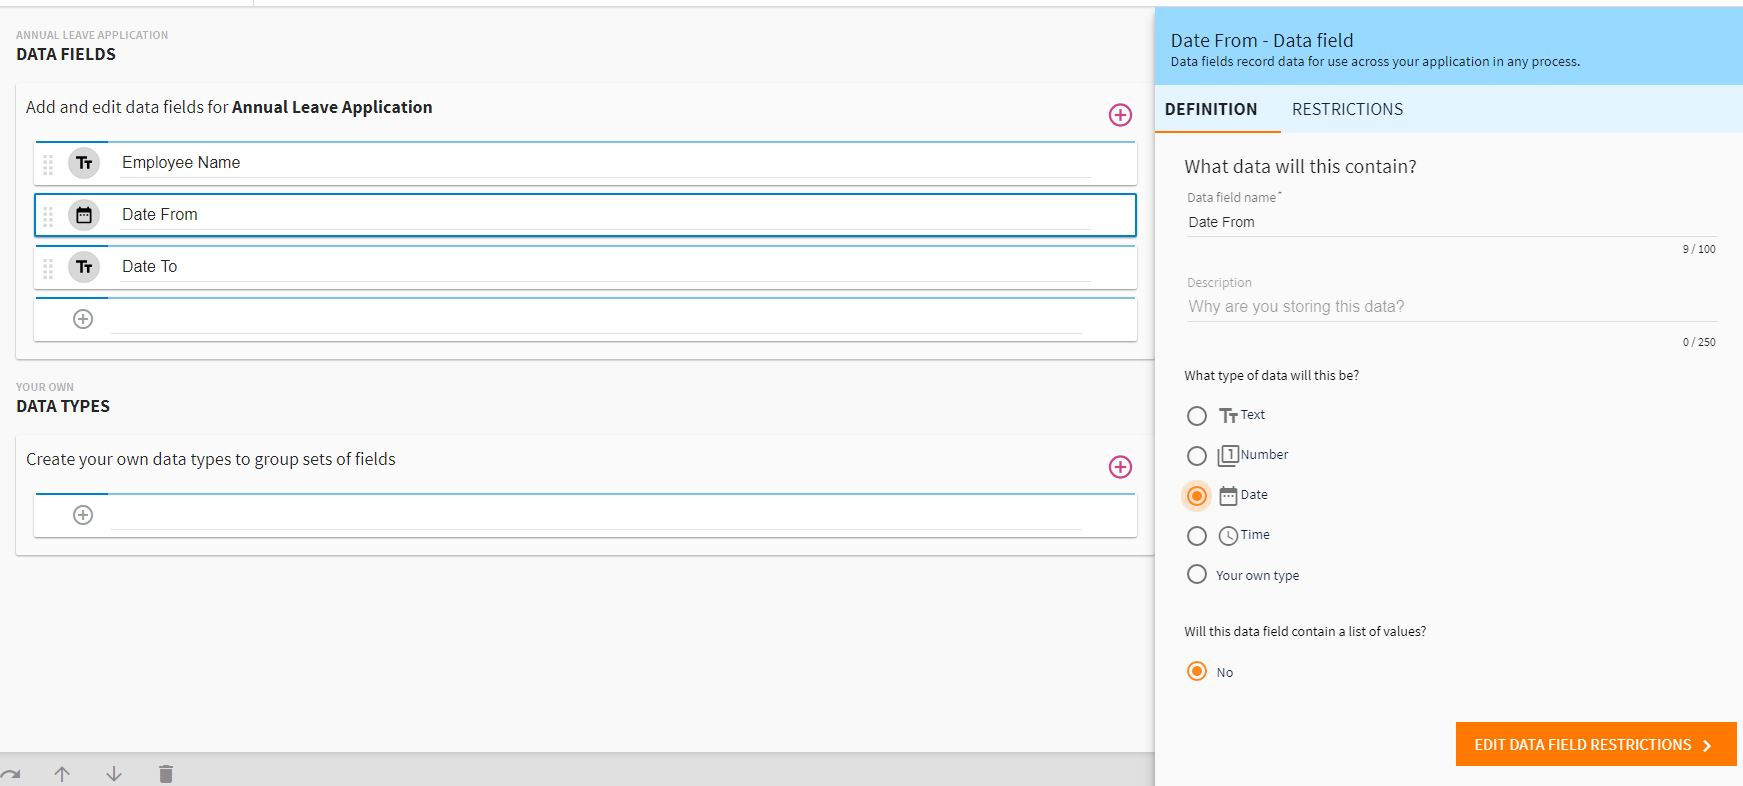 ANNUAL LEAVE APPLICATION
DATA FIELDS
Add and edit data fields for Annual Leave Application
Employee Name
Date From
Date To
YOUR OWN
DATA TYPES
Create your own data types to group sets of fields
Date From - Data field
Data fields record data for use across your application in any process.
DEFINITION RESTRICTIONS
What data will this contain?
Data field name*
Date From
9 / 100
Description
Why are you storing this data?
0 / 250
What type of data will this be?
Text
Number
Date
Time
Your own type
Will this data field contain a list of values?
No
EDIT DATA FIELD RESTRICTIONS